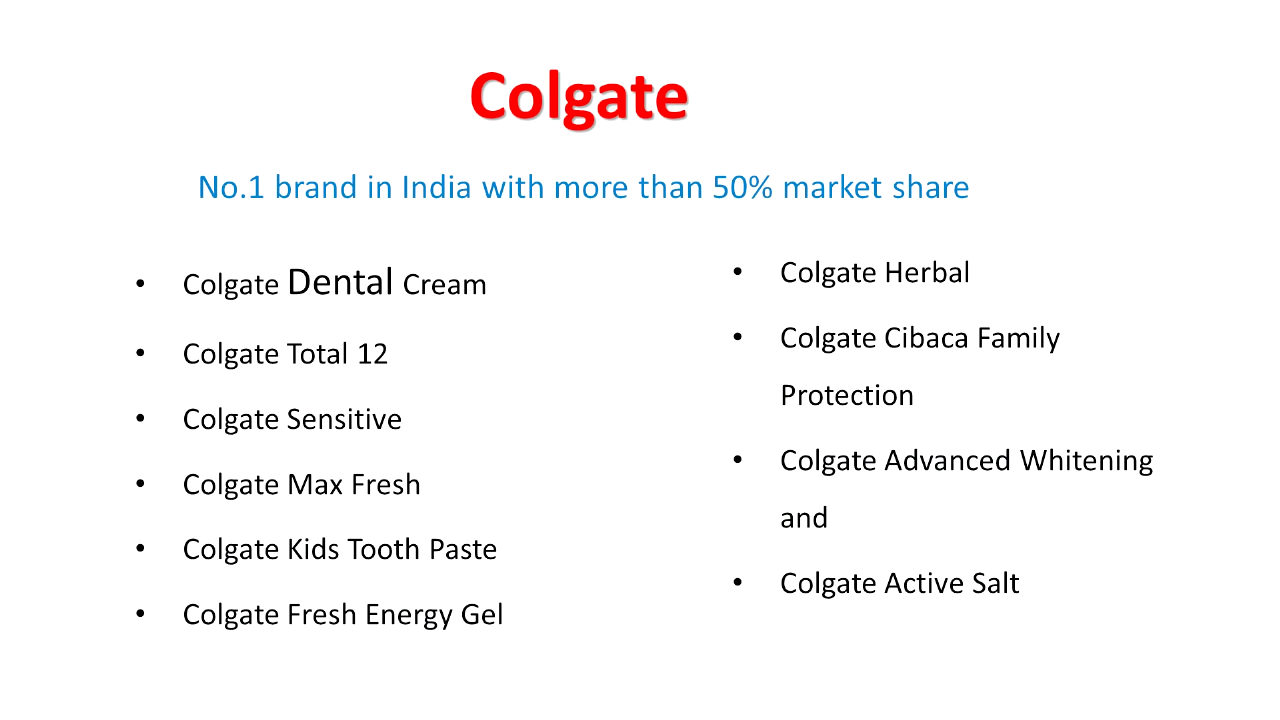 Colgate
No.1 brand in India with more than 50% market share
• Colgate Dental Cream
• Colgate Total 12
• Colgate Sensitive
• Colgate Max Fresh
• Colgate Kids Tooth Paste
• Colgate Fresh Energy Gel
• Colgate Herbal
• Colgate Cibaca Family
Protection
• Colgate Advanced Whitening
and
• Colgate Active Salt